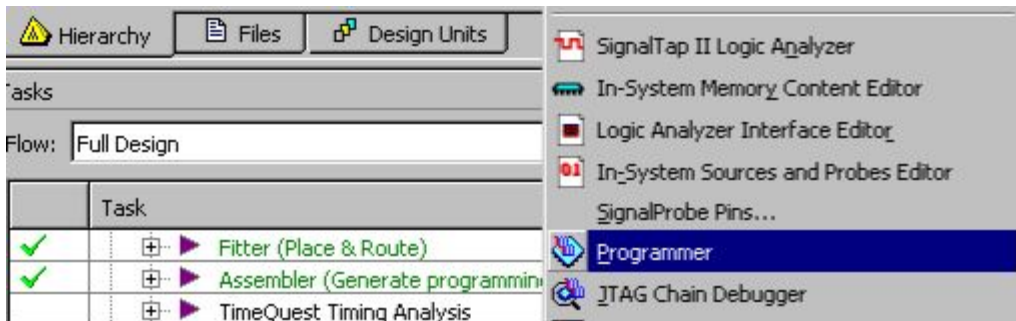 Hierarchy Files Design Units
Tasks
Flow: Full Design
Task
Fitter (Place & Route)
Assembler (Generate programmin
TimeQuest Timing Analysis
SignalTap II Logic Analyzer
In-System Memory Content Editor
Logic Analyzer Interface Editor
In-System Sources and Probes Editor
SignalProbe Pins...
Programmer
JTAG Chain Debugger